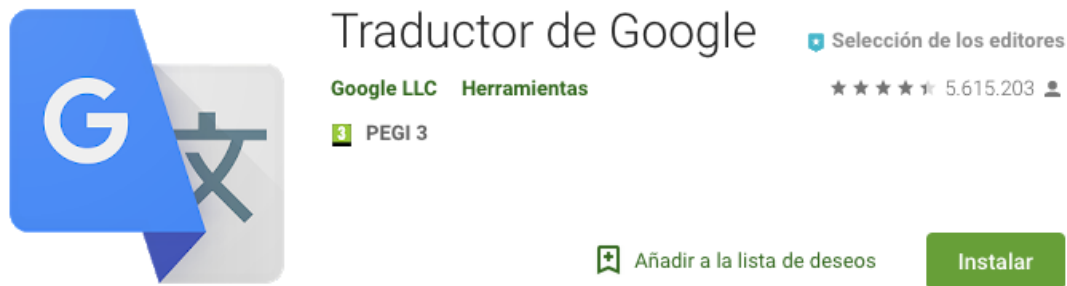 Traductor de Google
Selección de los editores
Google LLC Herramientas
5.615.203
3 PEGI 3
G
文
Añadir a la lista de deseos
Instalar